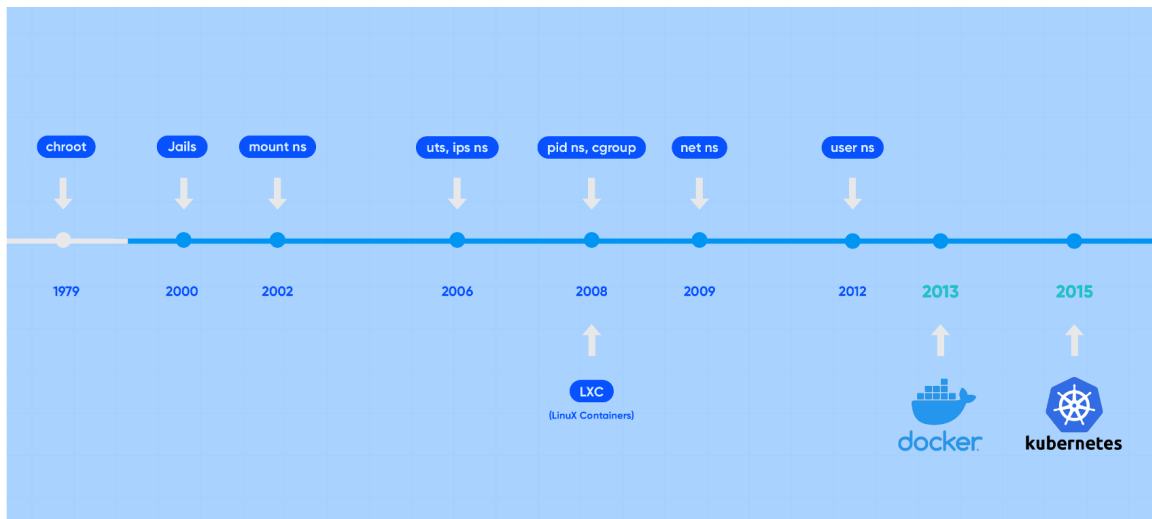 chroot
Jails
mount ns
uts, ips ns
pid ns, cgroup
net ns
user ns
1979
2000
2002
2006
2008
2009
2012
2013
2015
LXC
(LinuX Containers)
docker
kubernetes